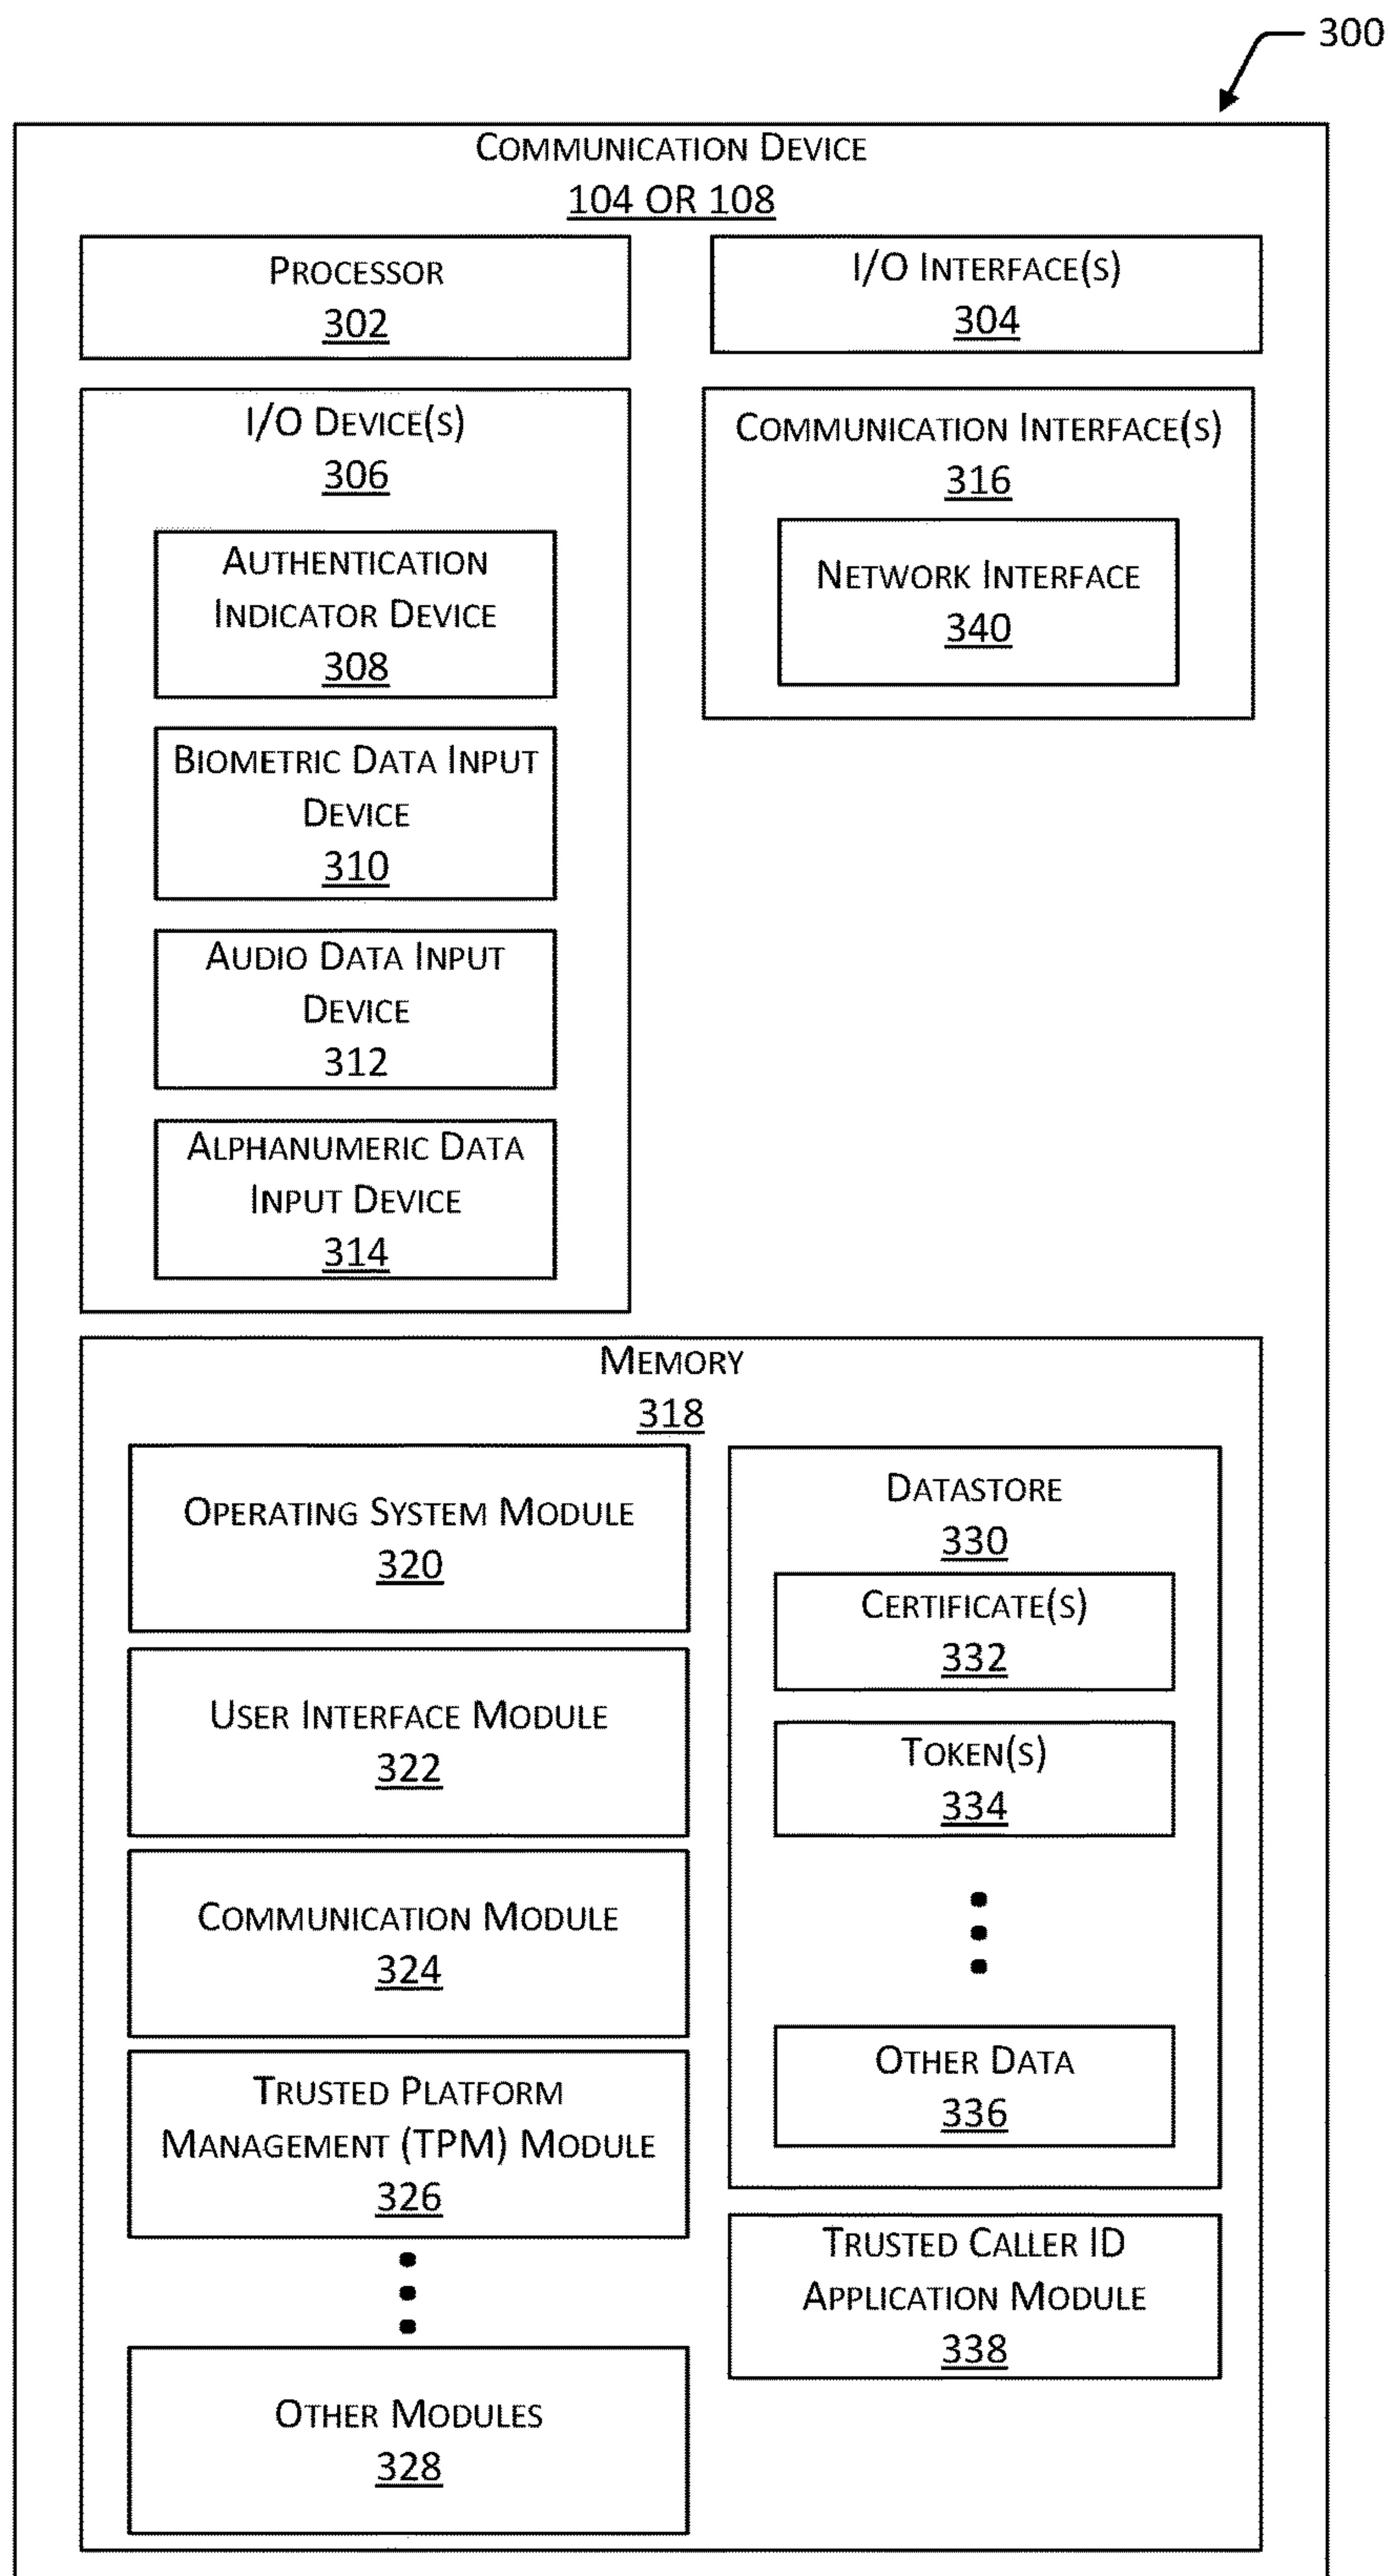 300
COMMUNICATION DEVICE
104 OR 108
PROCESSOR
302
I/O INTERFACE(S)
304
I/O DEVICE(S)
306
AUTHENTICATION
INDICATOR DEVICE
308
BIOMETRIC DATA INPUT
DEVICE
310
AUDIO DATA INPUT
DEVICE
312
ALPHANUMERIC DATA
INPUT DEVICE
314
COMMUNICATION INTERFACE(S)
316
NETWORK INTERFACE
340
MEMORY
318
OPERATING SYSTEM MODULE
320
USER INTERFACE MODULE
322
COMMUNICATION MODULE
324
TRUSTED PLATFORM
MANAGEMENT (TPM) MODULE
326
OTHER MODULES
328
DATASTORE
330
CERTIFICATE(S)
332
TOKEN(S)
334
OTHER DATA
336
TRUSTED CALLER ID
APPLICATION MODULE
338